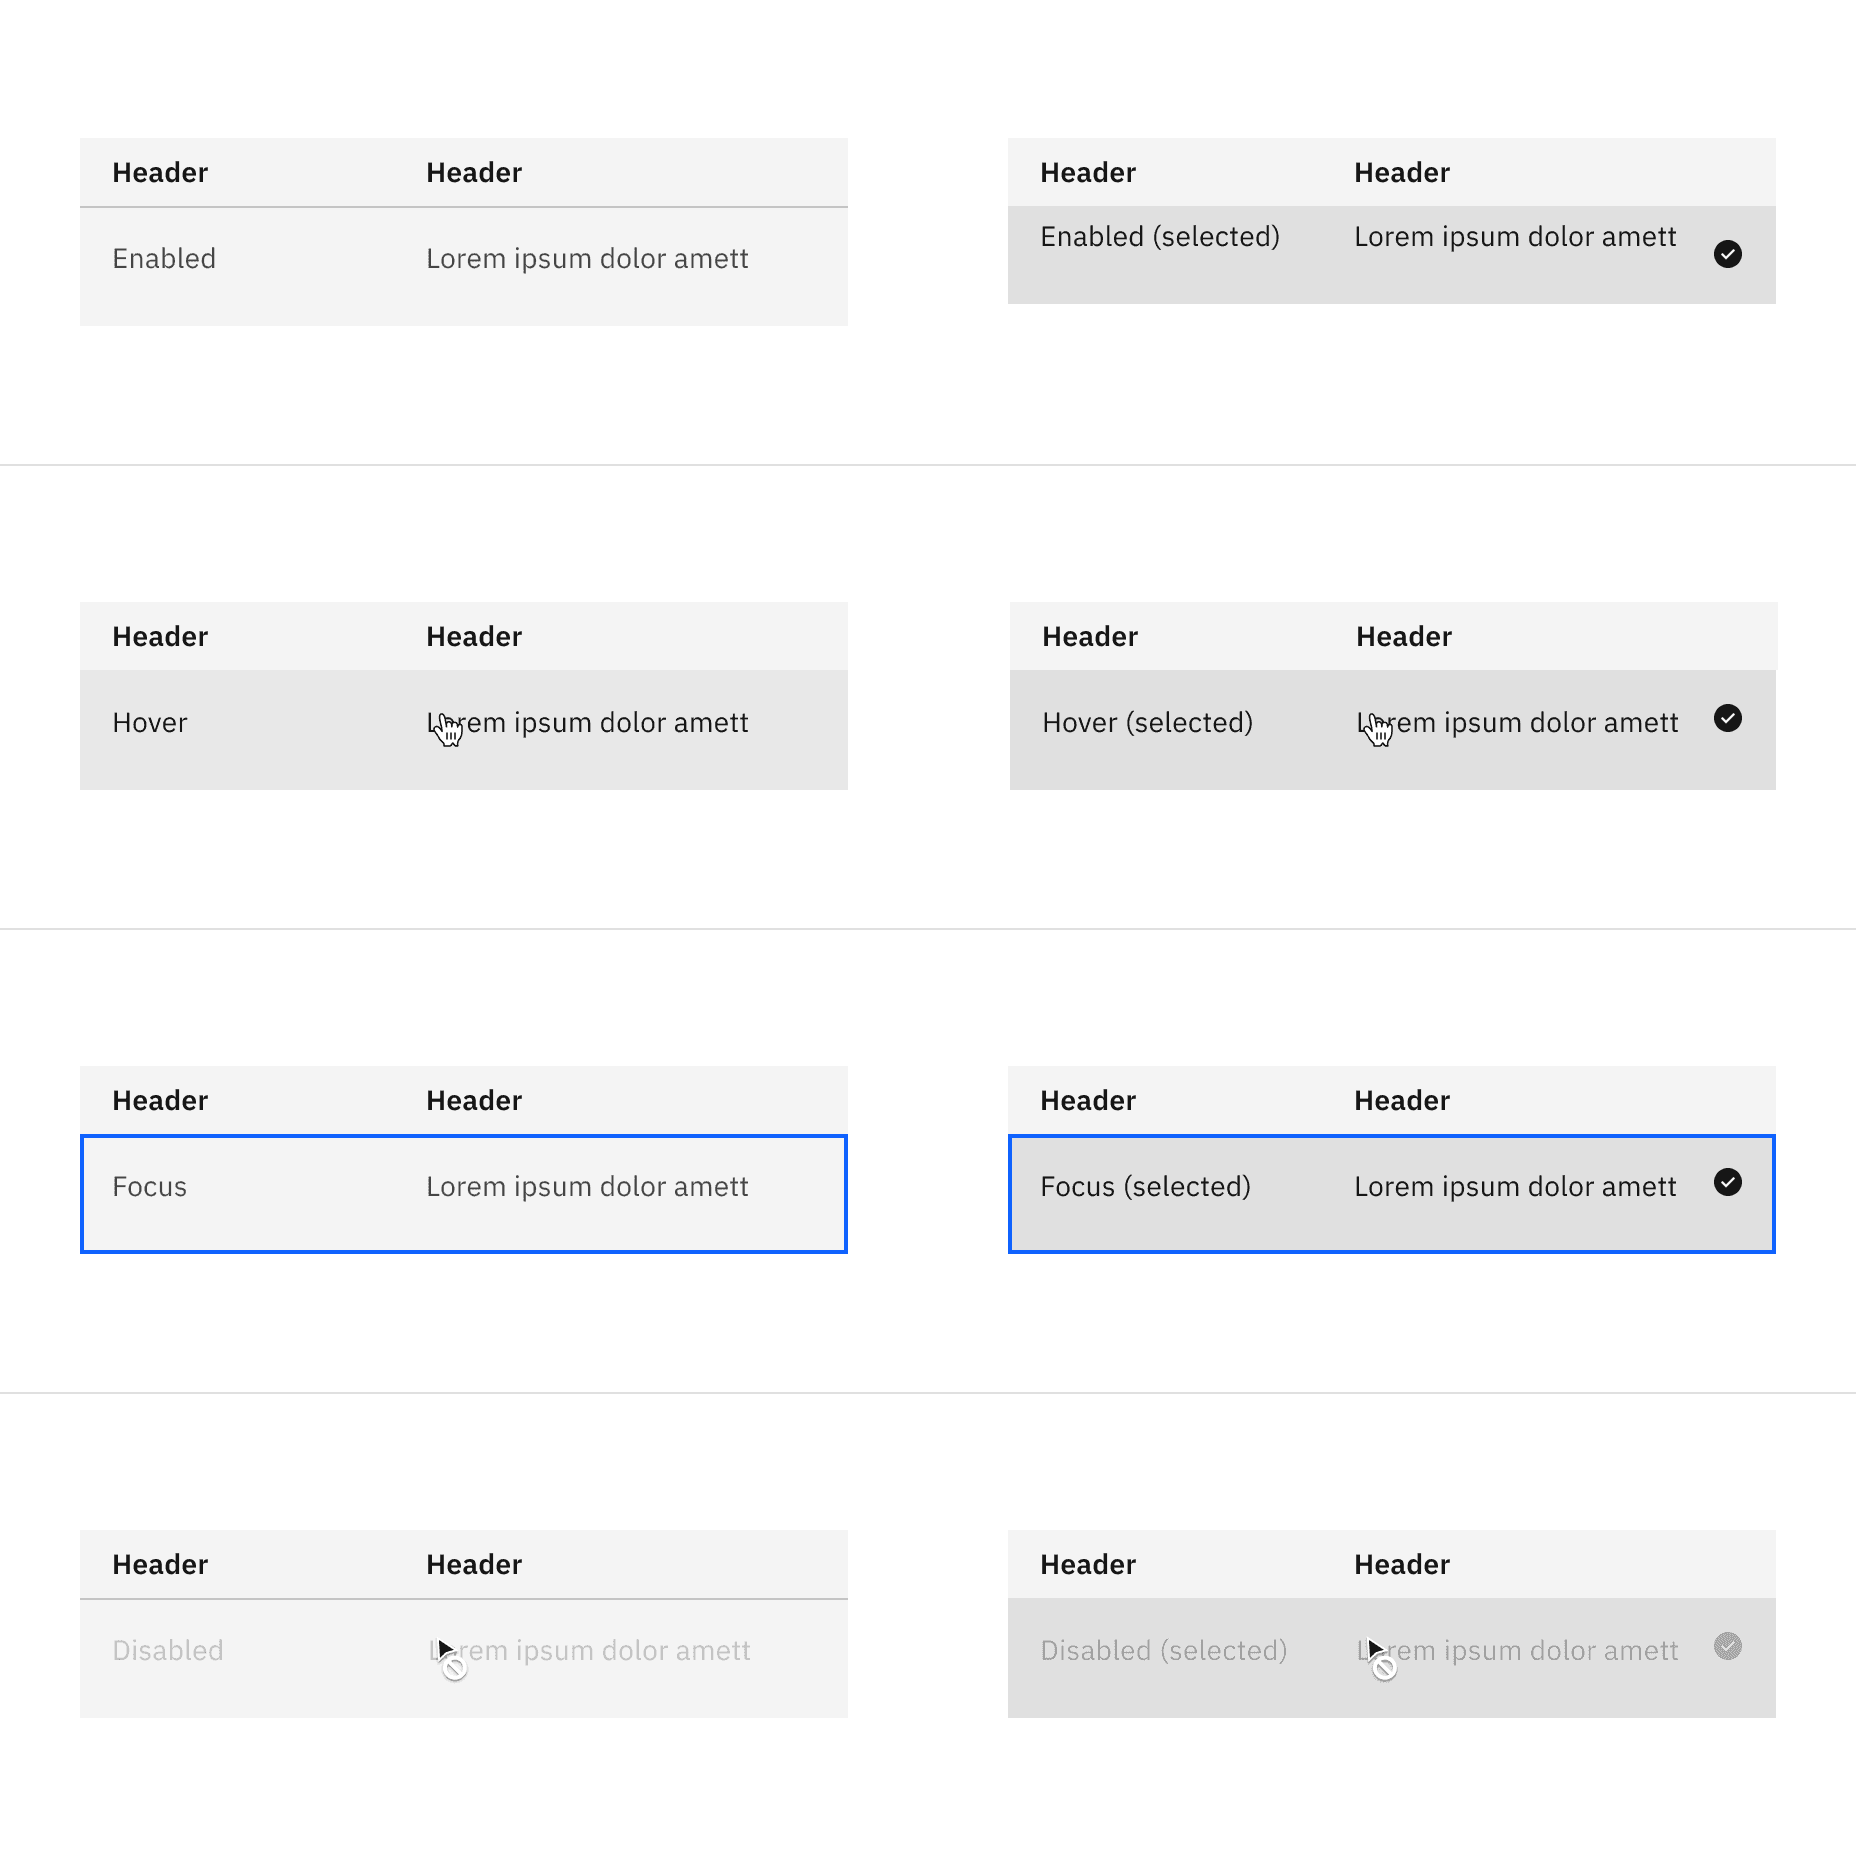 Header Header
Enabled Lorem ipsum dolor amett
Header Header
Enabled (selected) Lorem ipsum dolor amett
Header Header
Hover Lorem ipsum dolor amett
Header Header
Hover (selected) Lorem ipsum dolor amett
Header Header
Focus Lorem ipsum dolor amett
Header Header
Focus (selected) Lorem ipsum dolor amett
Header Header
Disabled Lorem ipsum dolor amett
Header Header
Disabled (selected) Lorem ipsum dolor amett